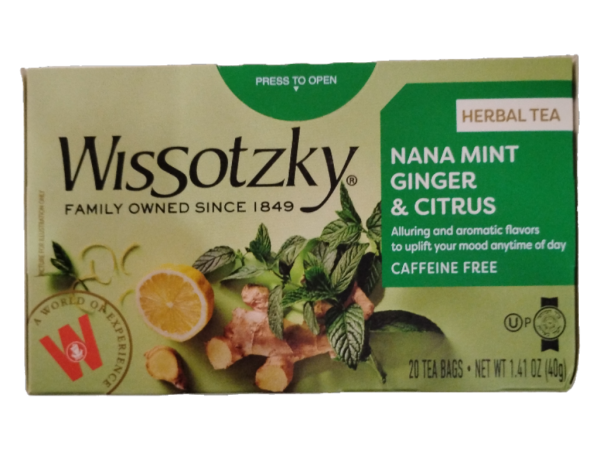 PRESS TO OPEN
HERBAL TEA
WISSOTZKY®
FAMILY OWNED SINCE 1849
NANA MINT
GINGER
& CITRUS
Alluring and aromatic flavors
to uplift your mood anytime of day
CAFFEINE FREE
A WORLD OF EXPERIENCE
W
U P
20 TEA BAGS • NET WT 1.41 OZ (40g)